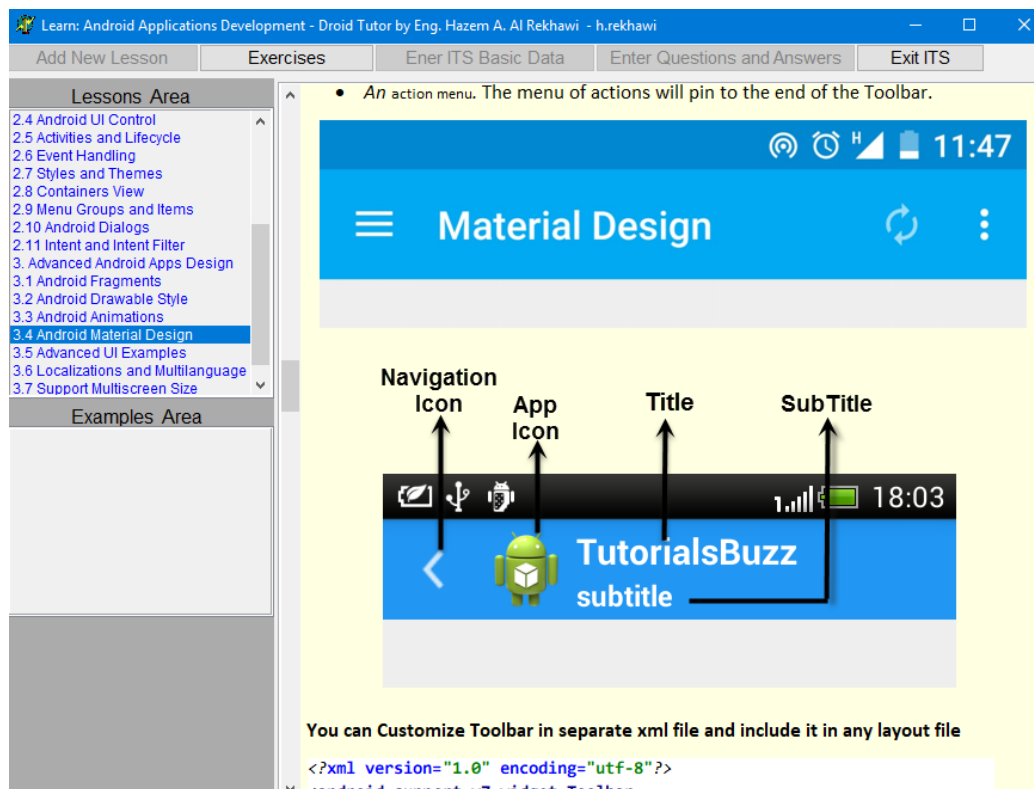 Learn: Android Applications Development - Droid Tutor by Eng. Hazem A. Al Rekhawi - h.rekhawi
Add New Lesson
Exercises
Ener ITS Basic Data
Enter Questions and Answers
Exit ITS
Lessons Area
2.4 Android UI Control
2.5 Activities and Lifecycle
2.6 Event Handling
2.7 Styles and Themes
2.8 Containers View
2.9 Menu Groups and Items
2.10 Android Dialogs
2.11 Intent and Intent Filter
3. Advanced Android Apps Design
3.1 Android Fragments
3.2 Android Drawable Style
3.3 Android Animations
3.4 Android Material Design
3.5 Advanced UI Examples
3.6 Localizations and Multilanguage
3.7 Support Multiscreen Size
Examples Area
• An action menu. The menu of actions will pin to the end of the Toolbar.
H 11:47
Material Design
Navigation
Icon
App
Icon
Title
SubTitle
18:03
TutorialsBuzz
subtitle
You can Customize Toolbar in separate xml file and include it in any layout file
<?xml version="1.0" encoding="utf-8"?>
<android.support.v7.widget.Toolbar